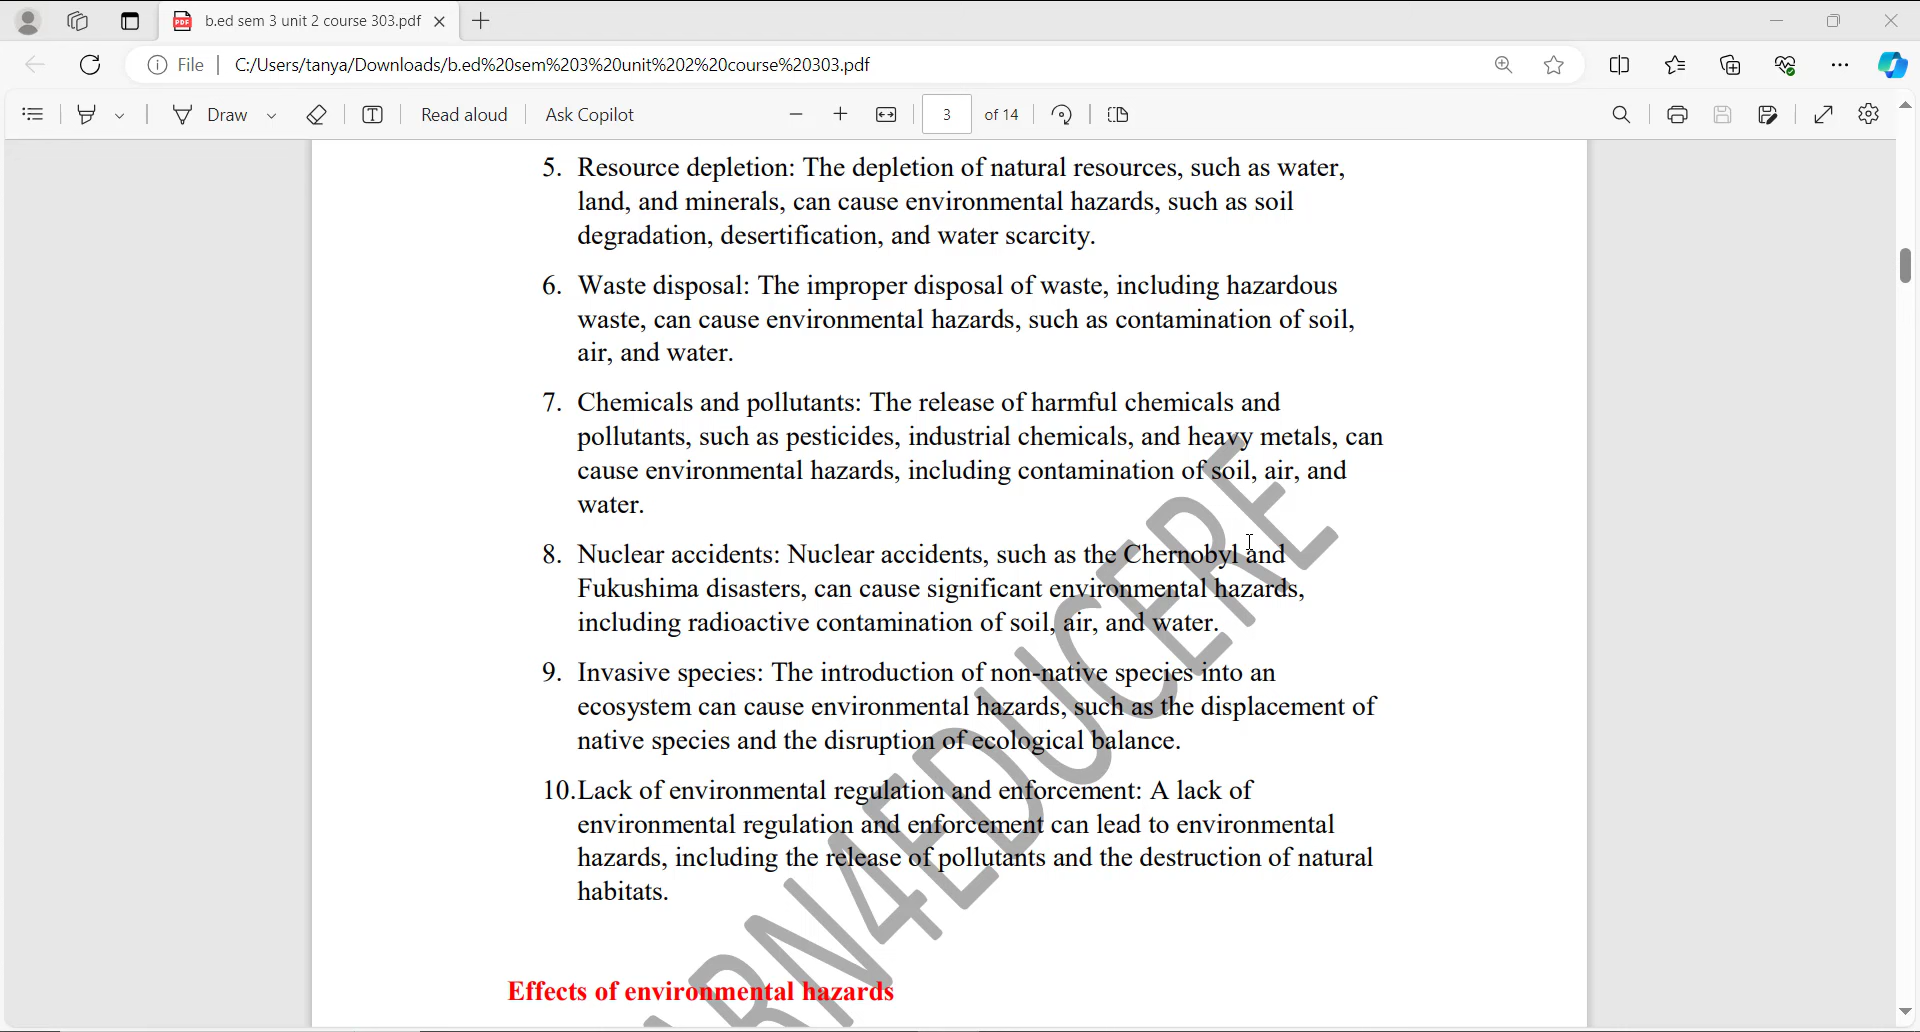 b.ed sem 3 unit 2 course 303.pdf
File
C:/Users/tanya/Downloads/b.ed%20sem%203%20unit%202%20course%20303.pdf
Draw
Read aloud
Ask Copilot
3 of 14
5. Resource depletion: The depletion of natural resources, such as water,
land, and minerals, can cause environmental hazards, such as soil
degradation, desertification, and water scarcity.
6. Waste disposal: The improper disposal of waste, including hazardous
waste, can cause environmental hazards, such as contamination of soil,
air, and water.
7. Chemicals and pollutants: The release of harmful chemicals and
pollutants, such as pesticides, industrial chemicals, and heavy metals, can
cause environmental hazards, including contamination of soil, air, and
water.
8. Nuclear accidents: Nuclear accidents, such as the Chernobyl and
Fukushima disasters, can cause significant environmental hazards,
including radioactive contamination of soil, air, and water.
9. Invasive species: The introduction of non-native species into an
ecosystem can cause environmental hazards, such as the displacement of
native species and the disruption of ecological balance.
10.Lack of environmental regulation and enforcement: A lack of
environmental regulation and enforcement can lead to environmental
hazards, including the release of pollutants and the destruction of natural
habitats.
Effects of environmental hazards
ARN4EDUCERE